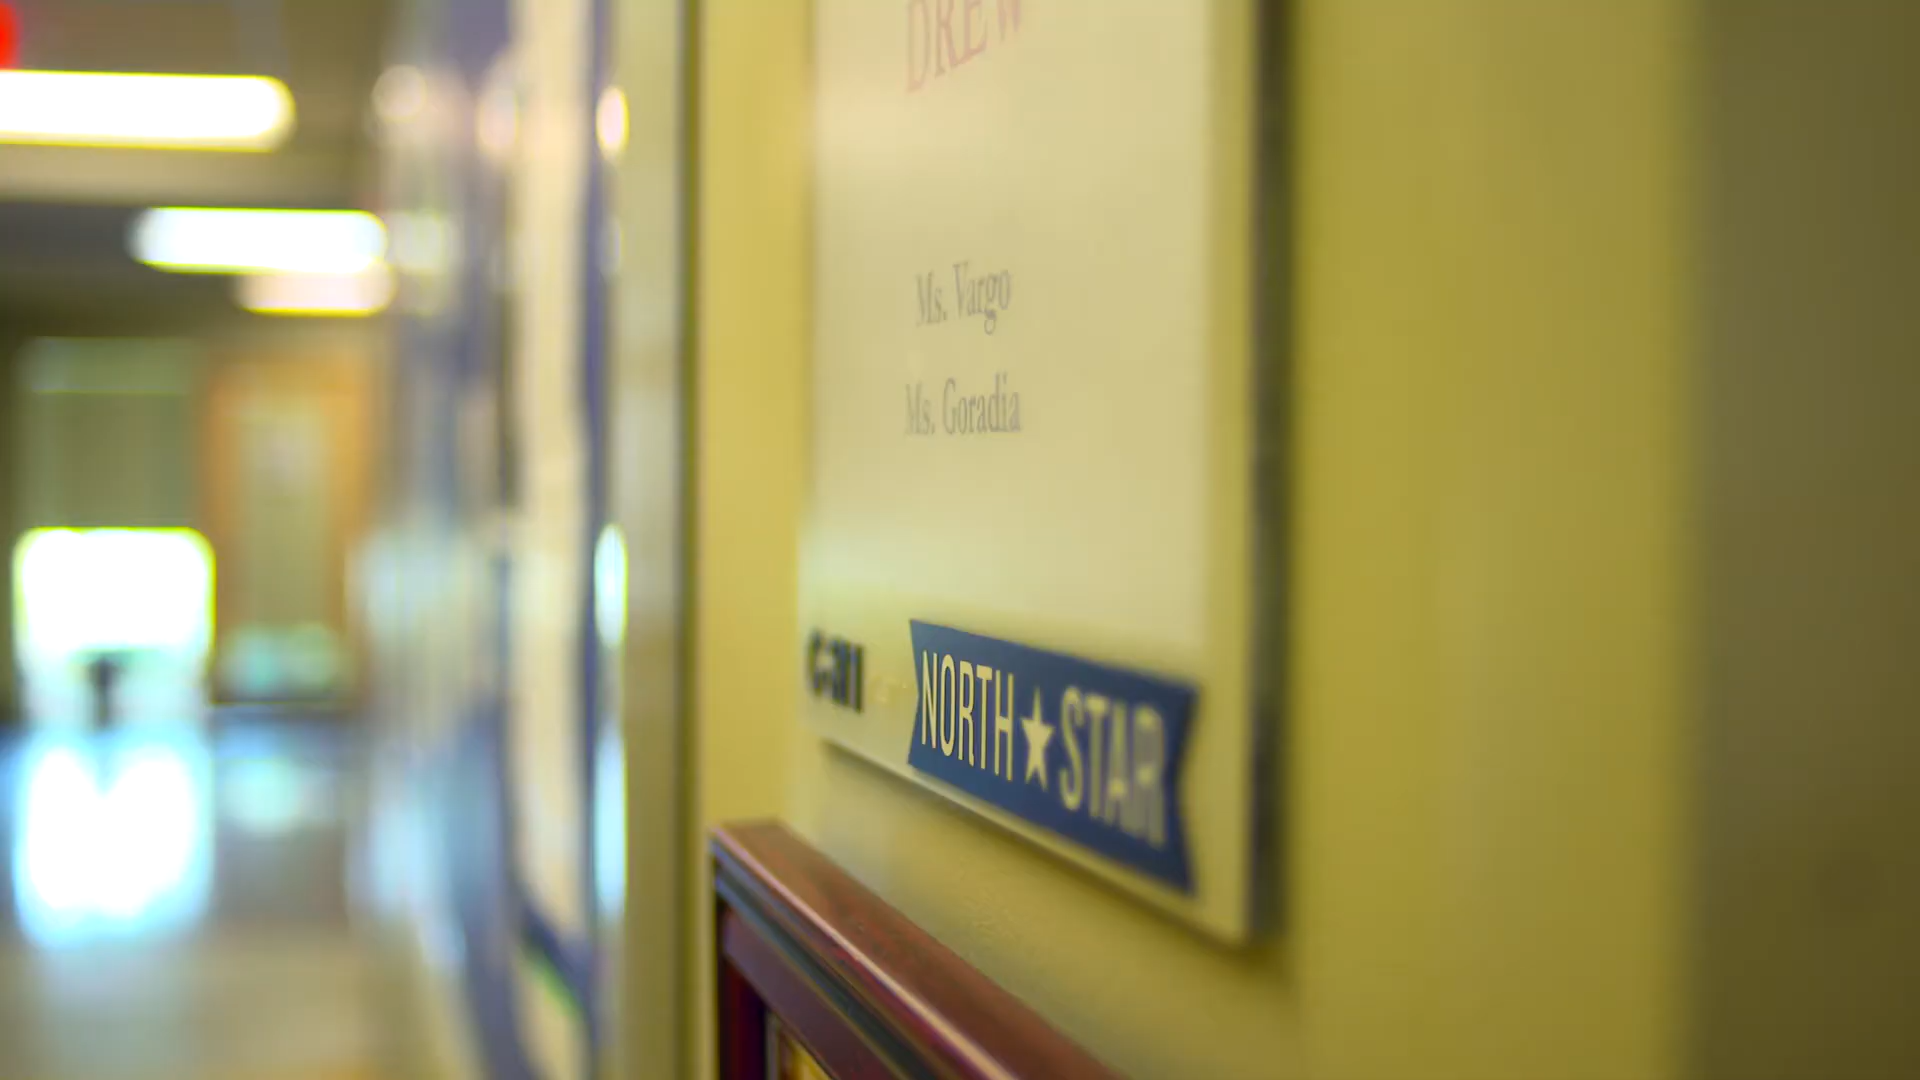 DREW
Ms. Vargo
Ms. Goradia
NORTH★STAR